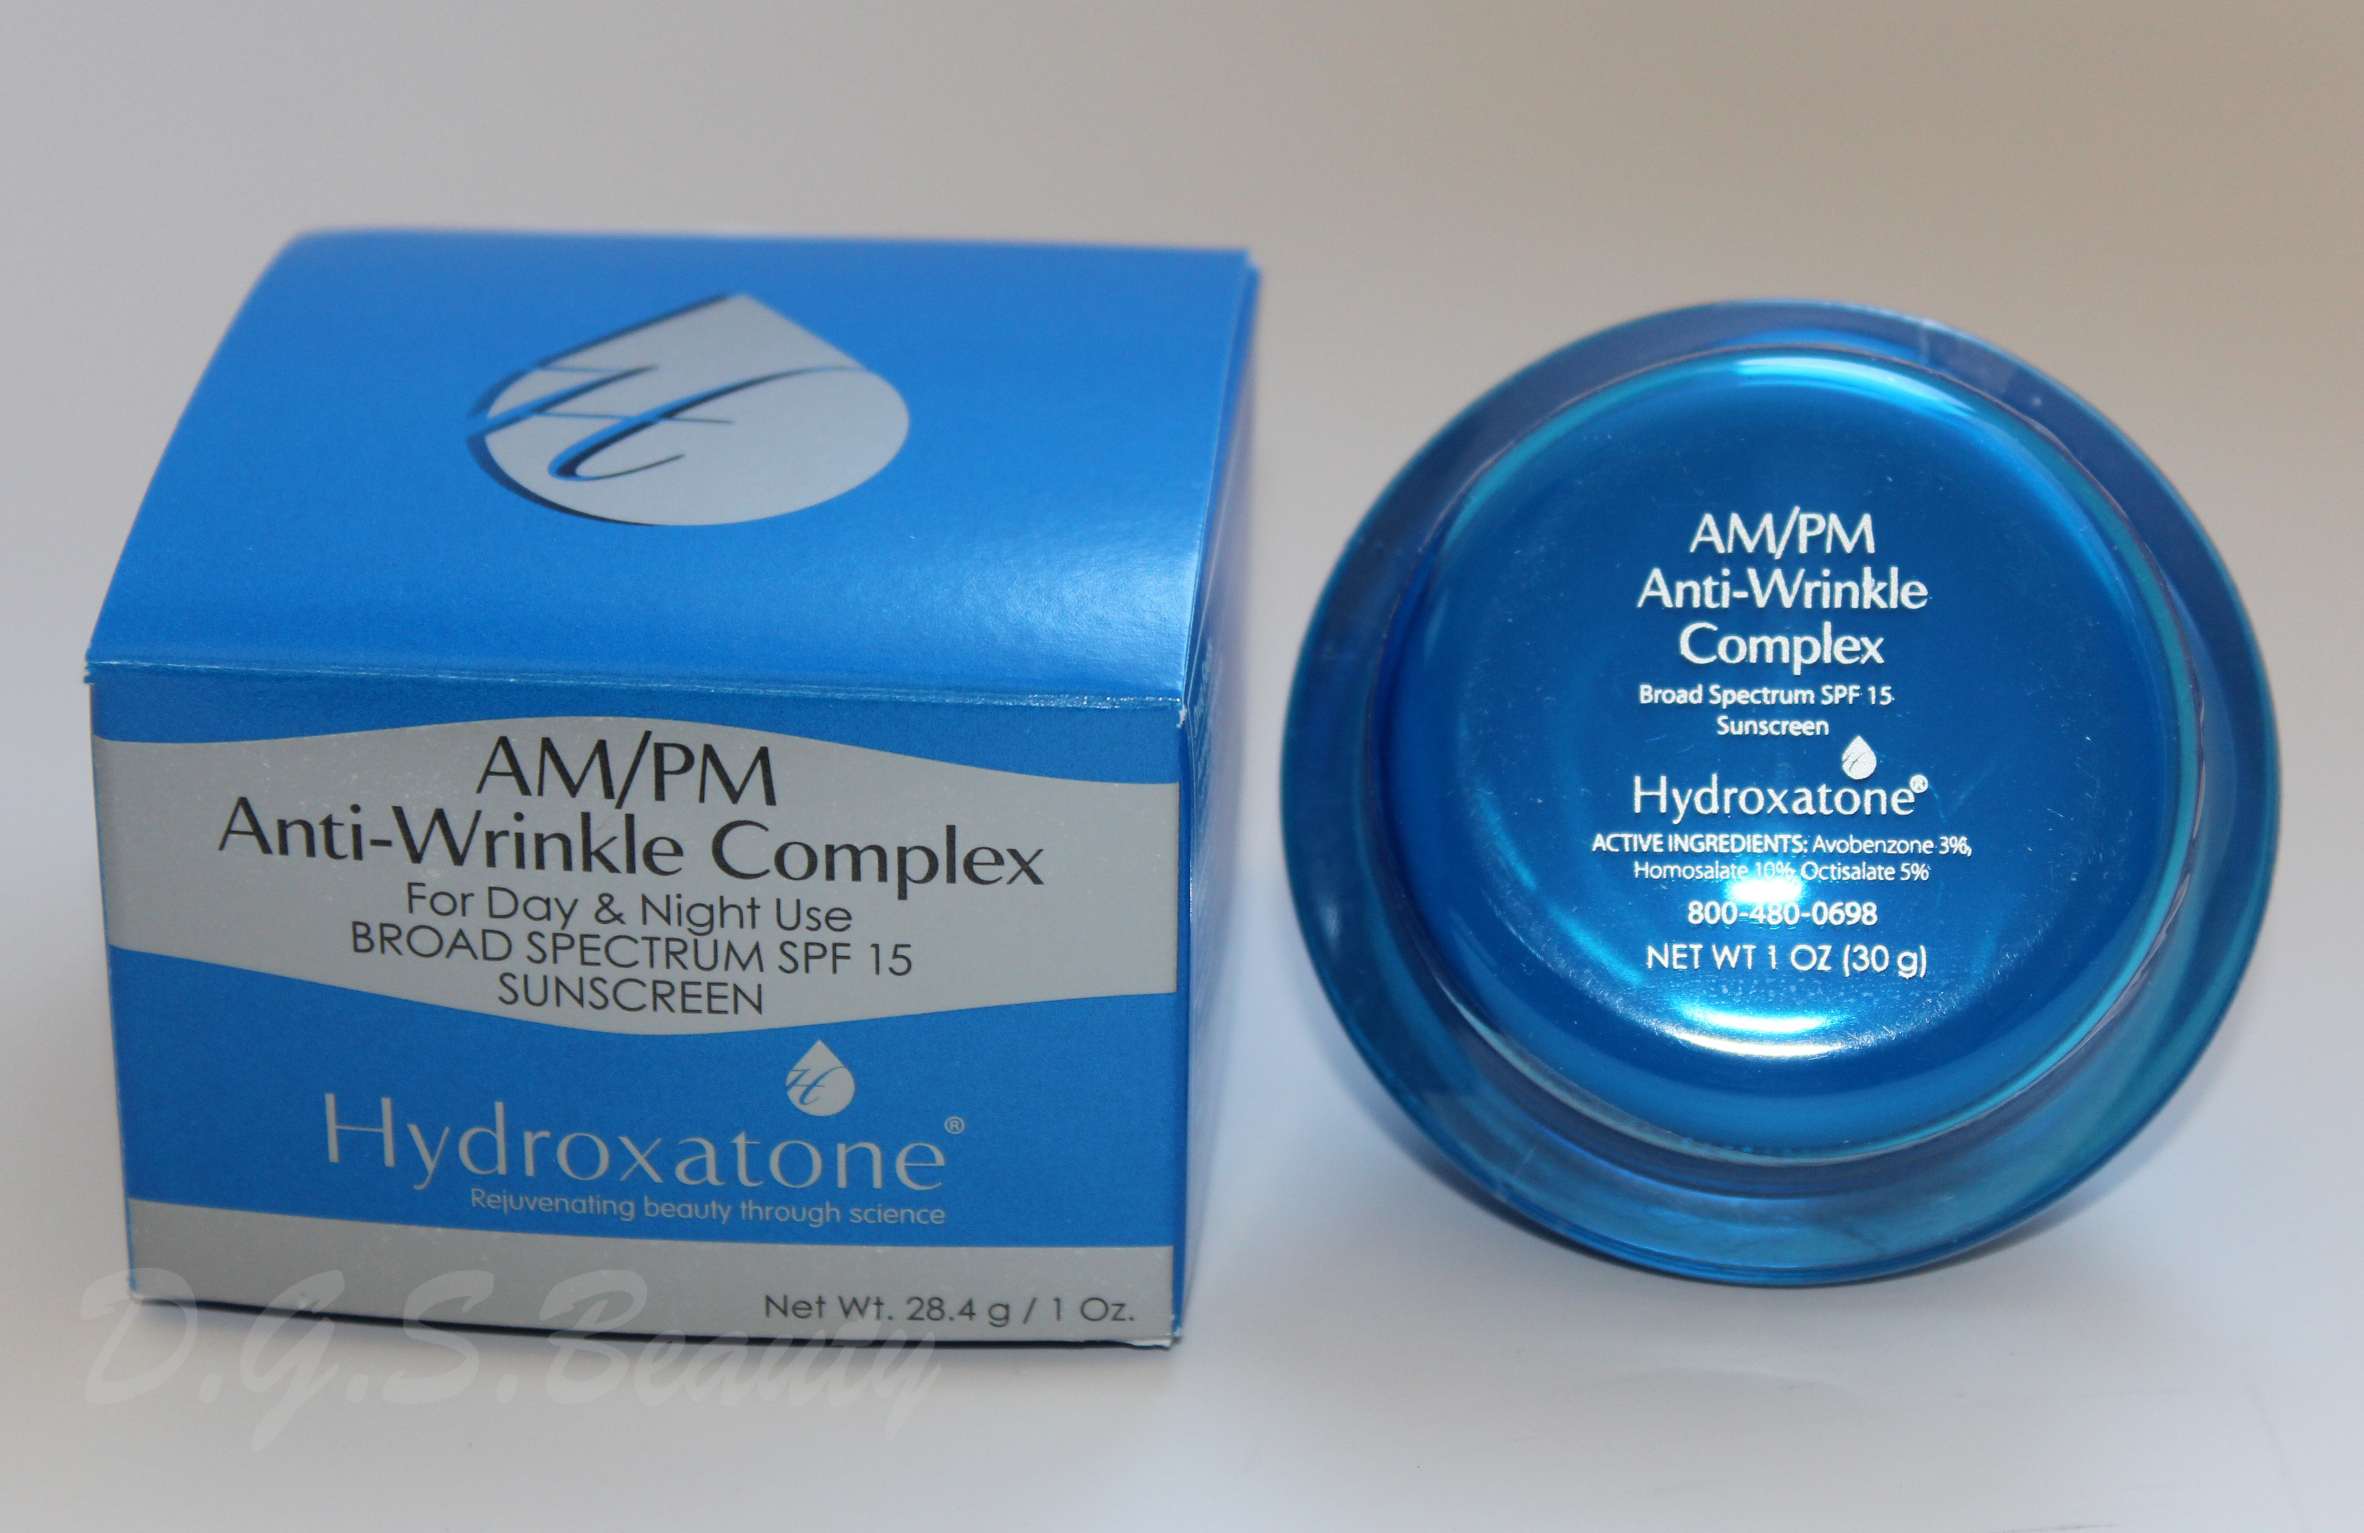 H
AM/PM
Anti-Wrinkle Complex
For Day & Night Use
BROAD SPECTRUM SPF 15
SUNSCREEN
H
Hydroxatone®
Rejuvenating beauty through science
Net Wt. 28.4 g / 1 Oz.
D.G.S.Beauty
AM/PM
Anti-Wrinkle
Complex
Broad Spectrum SPF 15
Sunscreen
H
Hydroxatone®
ACTIVE INGREDIENTS: Avobenzone 3%,
Homosalate 10%, Octisalate 5%
800-480-0698
NET WT 1 OZ (30 g)